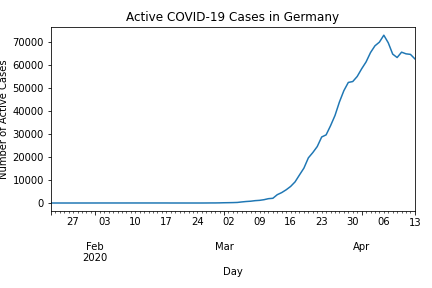 Active COVID-19 Cases in Germany
Number of Active Cases
70000
60000
50000
40000
30000
20000
10000
0
27 03 10 17 24 02 09 16 23 30 06 13
Feb Mar Apr
2020
Day